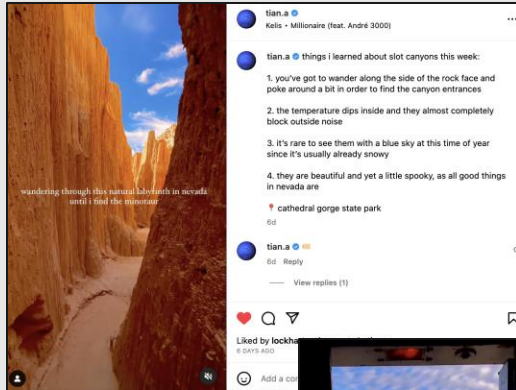 wandering through this natural labyrinth in nevada
until i find the minotaur
tian.a
Kelis • Millionaire (feat. André 3000)
tian.a things i learned about slot canyons this week:
1. you've got to wander along the side of the rock face and
poke around a bit in order to find the canyon entrances
2. the temperature dips inside and they almost completely
block outside noise
3. it's rare to see them with a blue sky at this time of year
since it's usually already snowy
4. they are beautiful and yet a little spooky, as all good things
in nevada are
📍 cathedral gorge state park
6d
tian.a
6d Reply
View replies (1)
Liked by
6 DAYS AGO
Add a